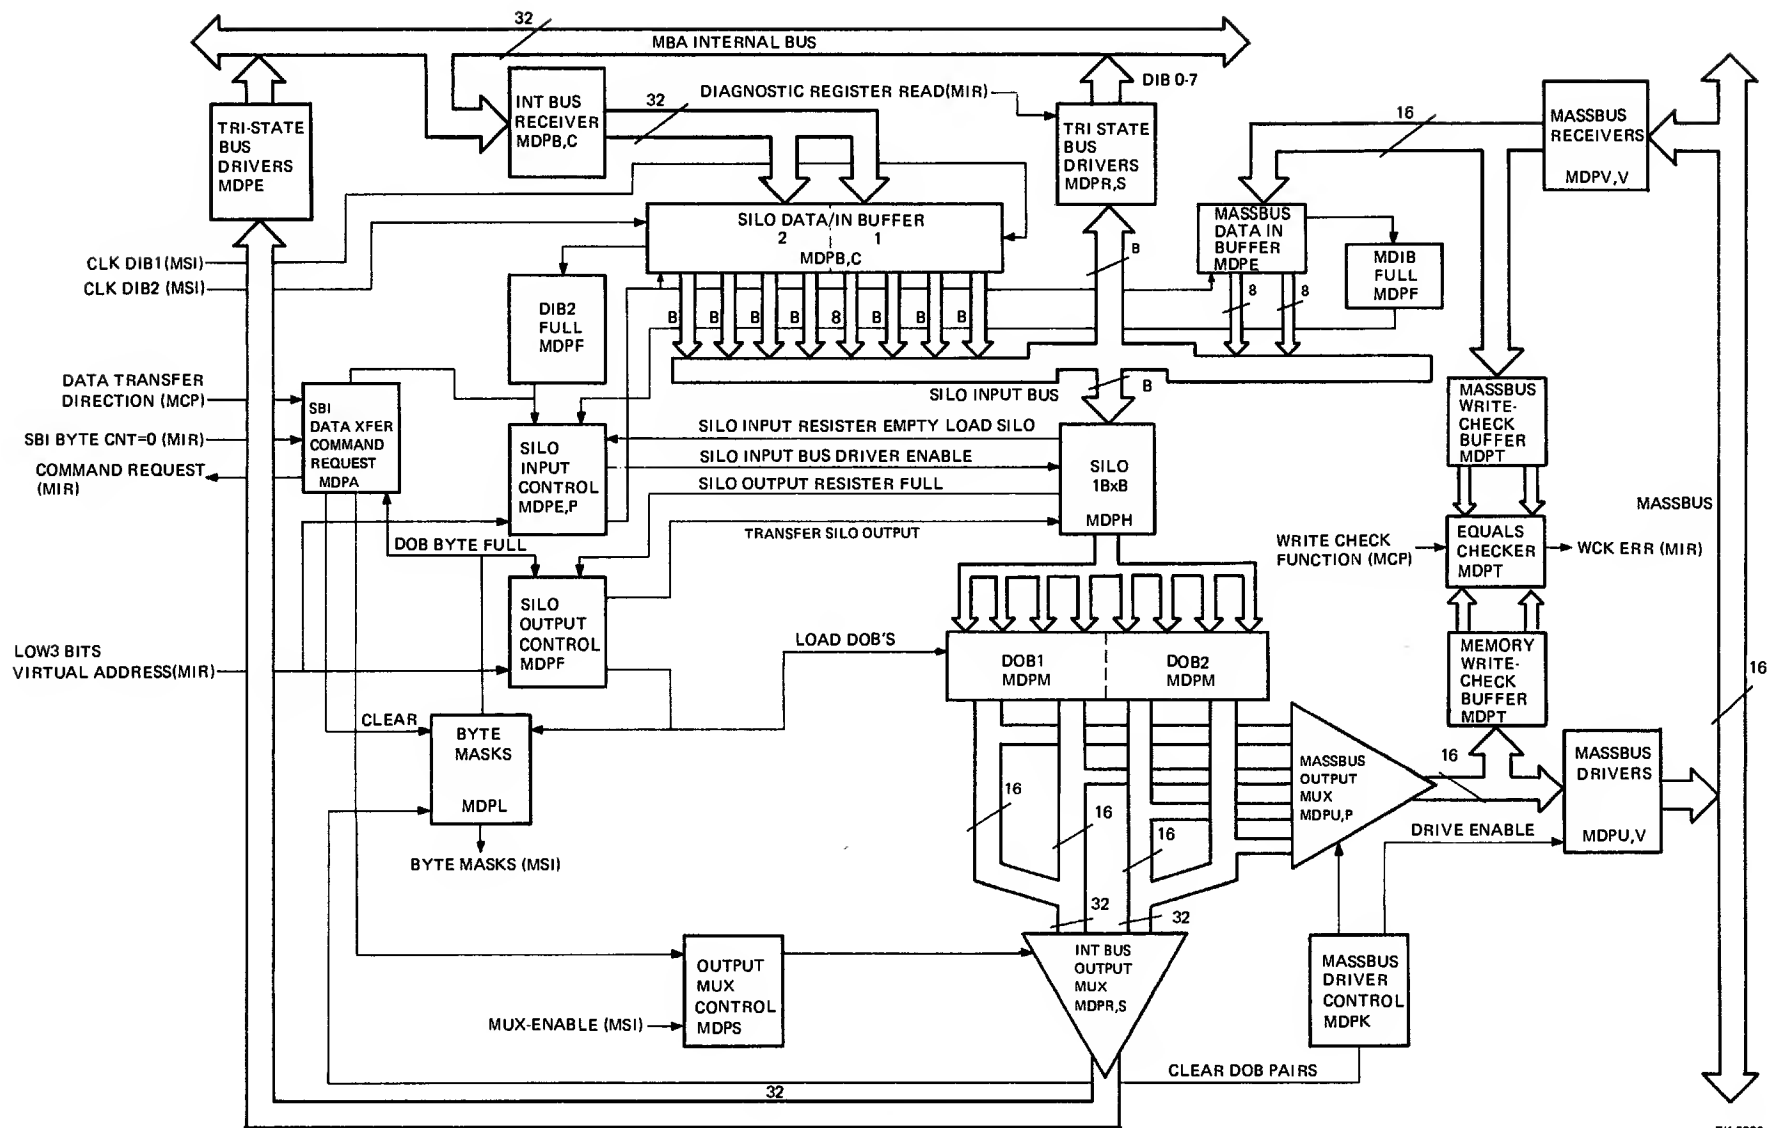 32
MBA INTERNAL BUS
DIB 0-7
INT BUS
RECEIVER
MDPB,C
32
DIAGNOSTIC REGISTER READ(MIR)
TRI-STATE
BUS
DRIVERS
MDPE
TRI STATE
BUS
DRIVERS
MDPR,S
16
MASSBUS
RECEIVERS
MDPV,V
SILO DATA/IN BUFFER
2 1
MDPB,C
MASSBUS
DATA IN
BUFFER
MDPE
MDIB
FULL
MDPF
B
CLK DIB1(MSI)
CLK DIB2 (MSI)
DIB2
FULL
MDPF
B B B B 8 B B B
8 8
DATA TRANSFER
DIRECTION (MCP)
SBI BYTE CNT=0 (MIR)
COMMAND REQUEST
(MIR)
SBI
DATA XFER
COMMAND
REQUEST
MDPA
SILO INPUT BUS
B
MASSBUS
WRITE-
CHECK
BUFFER
MDPT
SILO
INPUT
CONTROL
MDPE,P
SILO INPUT RESISTER EMPTY LOAD SILO
SILO INPUT BUS DRIVER ENABLE
SILO OUTPUT RESISTER FULL
TRANSFER SILO OUTPUT
SILO
1BxB
MDPH
MASSBUS
WRITE CHECK
FUNCTION (MCP)
EQUALS
CHECKER
MDPT
WCK ERR (MIR)
DOB BYTE FULL
SILO
OUTPUT
CONTROL
MDPF
LOW3 BITS
VIRTUAL ADDRESS(MIR)
LOAD DOB'S
DOB1
MDPM
DOB2
MDPM
MEMORY
WRITE-
CHECK
BUFFER
MDPT
16
CLEAR
BYTE
MASKS
MDPL
BYTE MASKS (MSI)
16
16
16
MASSBUS
OUTPUT
MUX
MDPU,P
16
MASSBUS
DRIVERS
MDPU,V
DRIVE ENABLE
32
32
OUTPUT
MUX
CONTROL
MDPS
MUX-ENABLE (MSI)
INT BUS
OUTPUT
MUX
MDPR,S
MASSBUS
DRIVER
CONTROL
MDPK
CLEAR DOB PAIRS
32